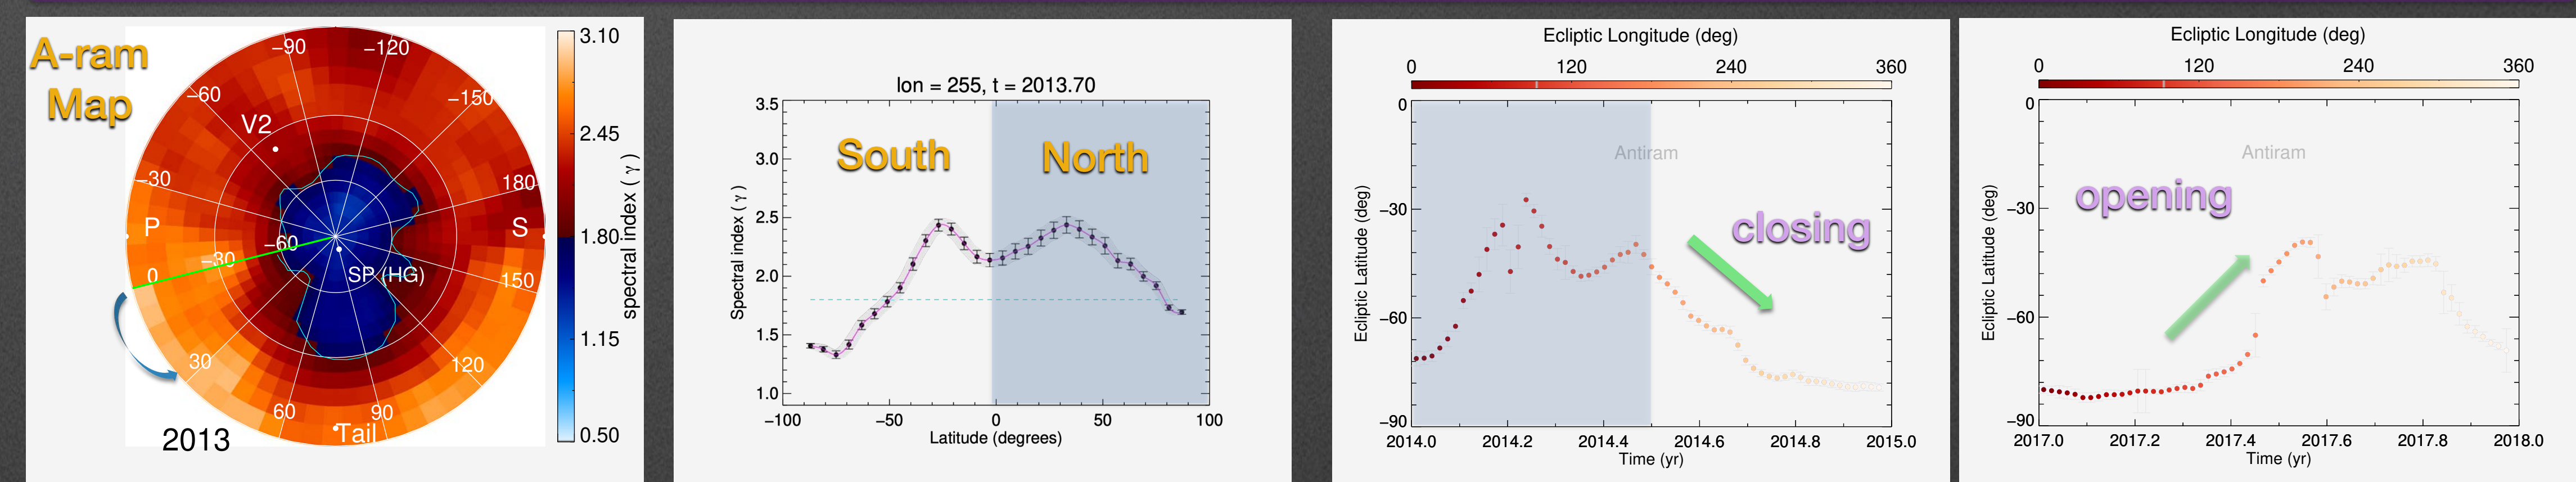 A-ram
Map
−90
−120
−60
−150
V2
−30
180
P
S
−60
−30
0
SP (HG)
150
30
120
60
90
Tail
2013
3.10
2.45
1.80
1.15
0.50
spectral index ( γ )
lon = 255, t = 2013.70
South
North
3.5
3.0
2.5
2.0
1.5
1.0
Spectral index ( γ )
−100
−50
0
50
100
Latitude (degrees)
Ecliptic Longitude (deg)
0
120
240
360
0
−30
−60
−90
Ecliptic Latitude (deg)
Antiram
closing
2014.0
2014.2
2014.4
2014.6
2014.8
2015.0
Time (yr)
Ecliptic Longitude (deg)
0
120
240
360
0
−30
−60
−90
Ecliptic Latitude (deg)
Antiram
opening
2017.0
2017.2
2017.4
2017.6
2017.8
2018.0
Time (yr)